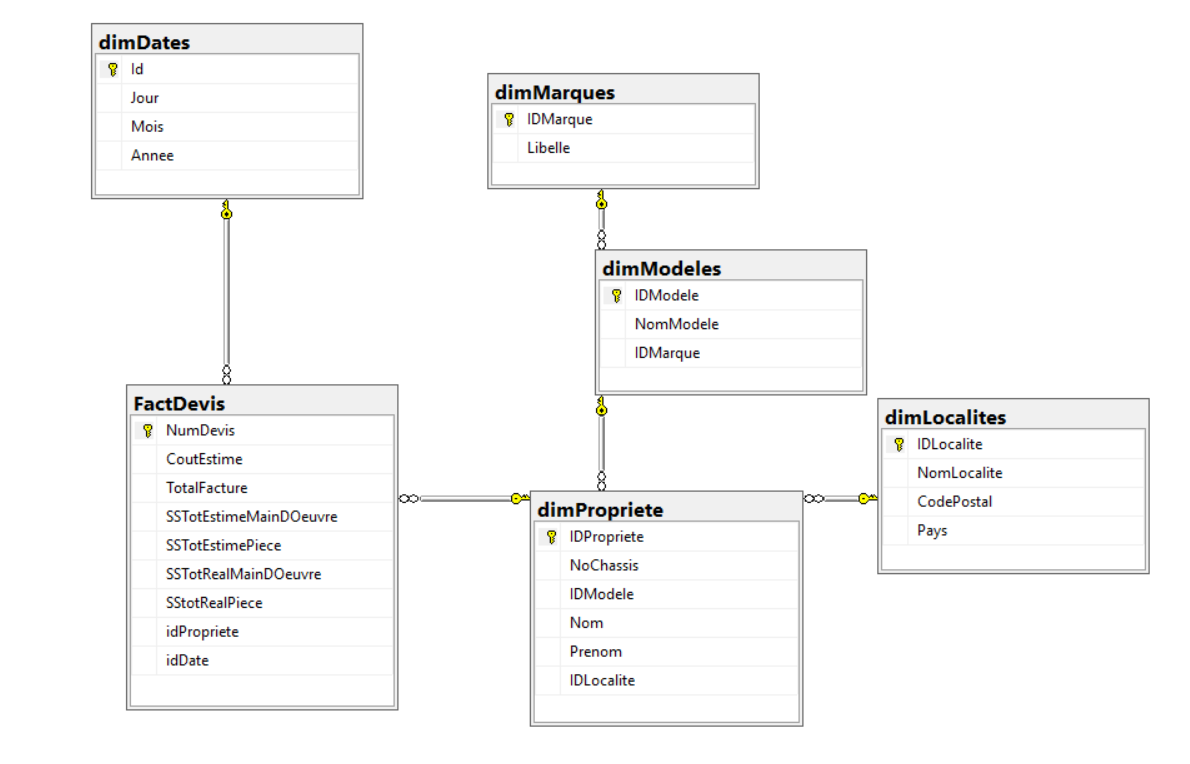 dimDates
Id
Jour
Mois
Annee
dimMarques
IDMarque
Libelle
dimModeles
IDModele
NomModele
IDMarque
FactDevis
NumDevis
CoutEstime
TotalFacture
SSTotEstimeMainDOeuvre
SSTotEstimePiece
SSTotRealMainDOeuvre
SStotRealPiece
idPropriete
idDate
dimPropriete
IDPropriete
NoChassis
IDModele
Nom
Prenom
IDLocalite
dimLocalites
IDLocalite
NomLocalite
CodePostal
Pays